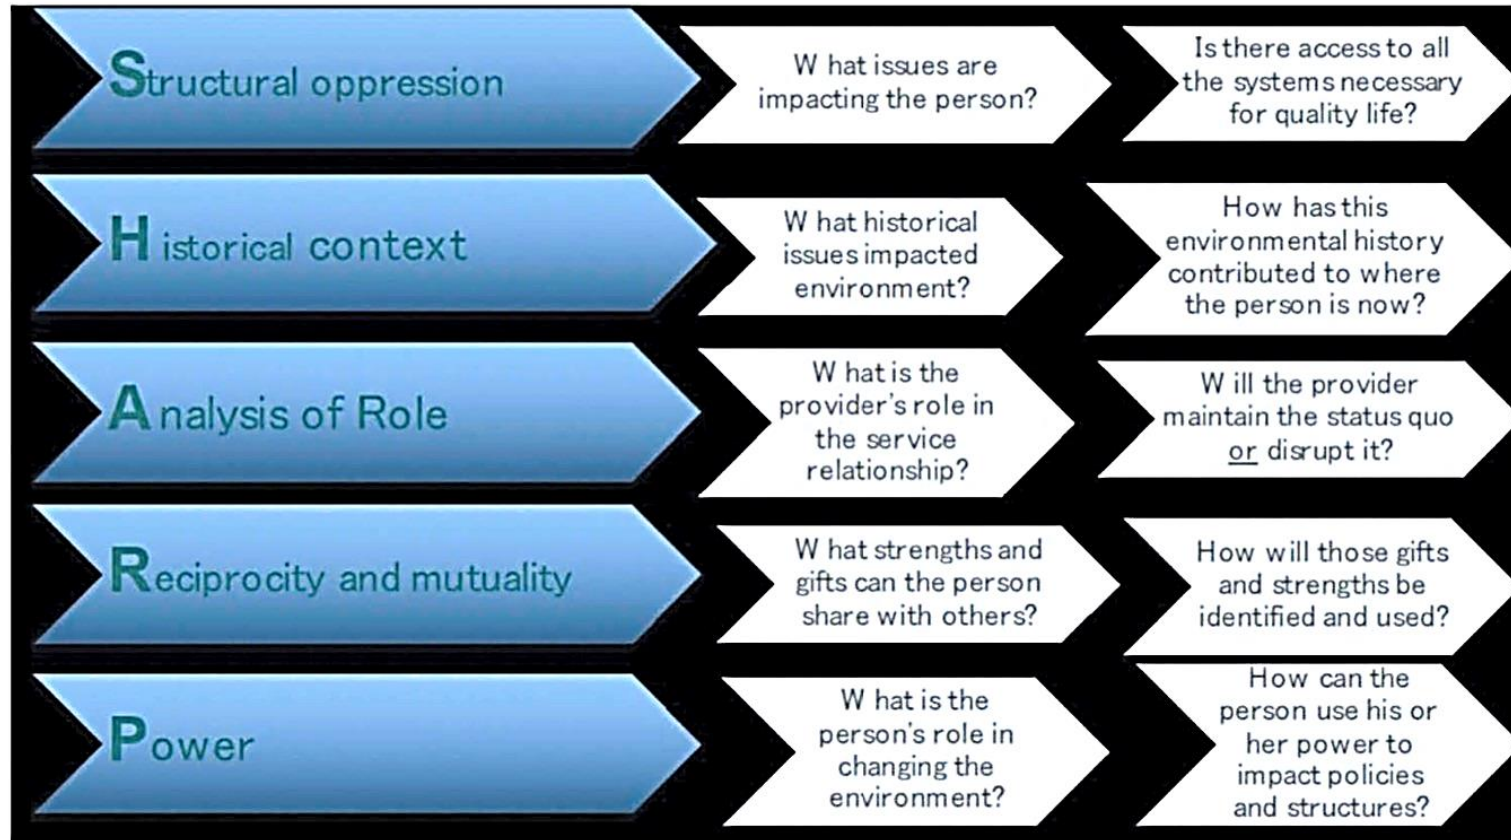 Structural oppression
What issues are
impacting the person?
Is there access to all
the systems necessary
for quality life?
Historical context
What historical
issues impacted
environment?
How has this
environmental history
contributed to where
the person is now?
Analysis of Role
What is the
provider's role in
the service
relationship?
Will the provider
maintain the status quo
or disrupt it?
Reciprocity and mutuality
What strengths and
gifts can the person
share with others?
How will those gifts
and strengths be
identified and used?
Power
What is the
person's role in
changing the
environment?
How can the
person use his or
her power to
impact policies
and structures?